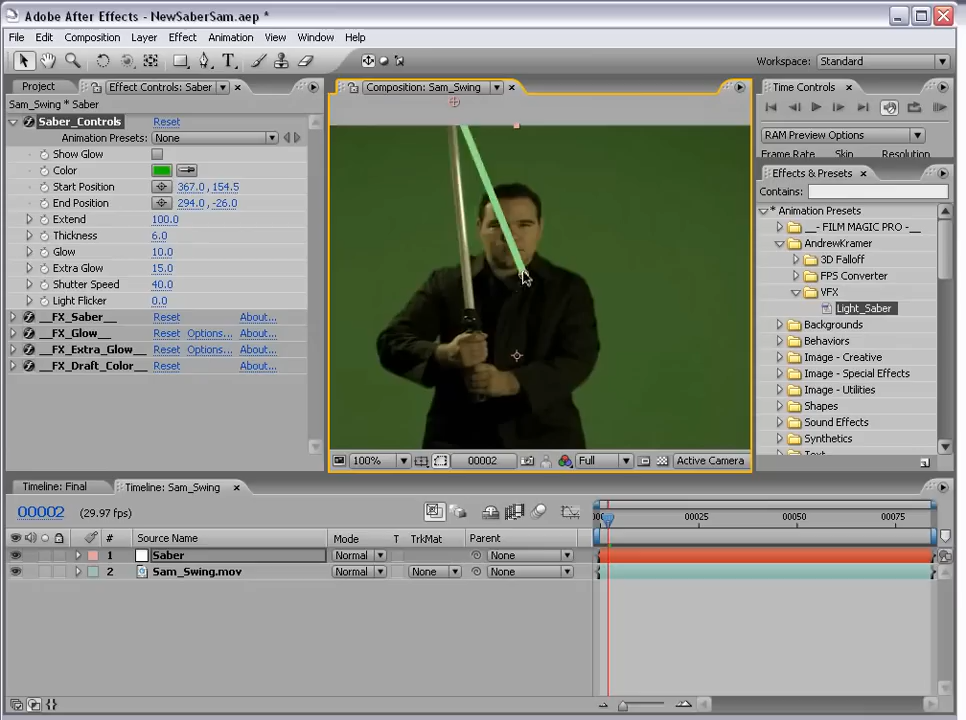 Adobe After Effects - NewSaberSam.aep *
File Edit Composition Layer Effect Animation View Window Help
Workspace: Standard
Project Effect Controls: Saber
Composition: Sam_Swing
Time Controls
Sam_Swing * Saber
Saber_Controls Reset
Animation Presets: None
Show Glow
Color
Start Position 367.0, 154.5
End Position 294.0, -26.0
Extend 100.0
Thickness 6.0
Glow 10.0
Extra Glow 15.0
Shutter Speed 40.0
Light Flicker 0.0
__FX_Saber__ Reset About...
__FX_Glow__ Reset Options... About...
__FX_Extra_Glow__ Reset Options... About...
__FX_Draft_Color__ Reset About...
RAM Preview Options
Frame Rate Skip Resolution
Effects & Presets
Contains:
* Animation Presets
__- FILM MAGIC PRO -__
AndrewKramer
3D Falloff
FPS Converter
VFX
Light_Saber
Backgrounds
Behaviors
Image - Creative
Image - Special Effects
Image - Utilities
Shapes
Sound Effects
Synthetics
Text
100% 00002 Full Active Camera
Timeline: Final Timeline: Sam_Swing
00002 (29.97 fps)
00025 00050 00075
# Source Name Mode T TrkMat Parent
1 Saber Normal None
2 Sam_Swing.mov Normal None None